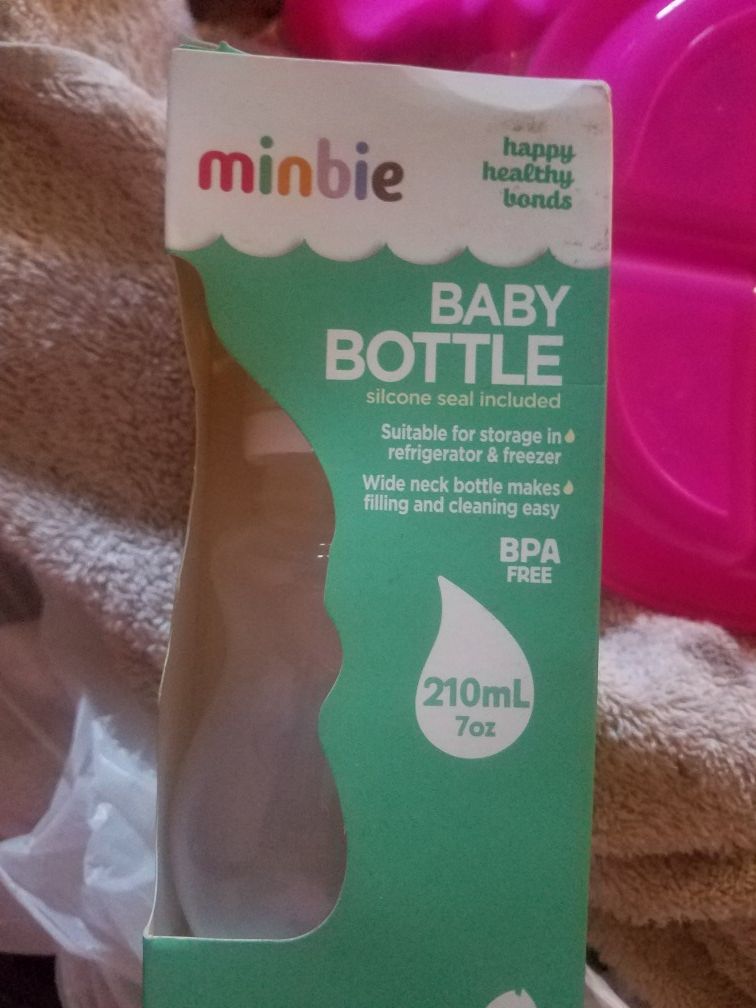 minbie
happy
healthy
bonds
BABY
BOTTLE
silcone seal included
Suitable for storage in
refrigerator & freezer
Wide neck bottle makes
filling and cleaning easy
BPA
FREE
210mL
7oz